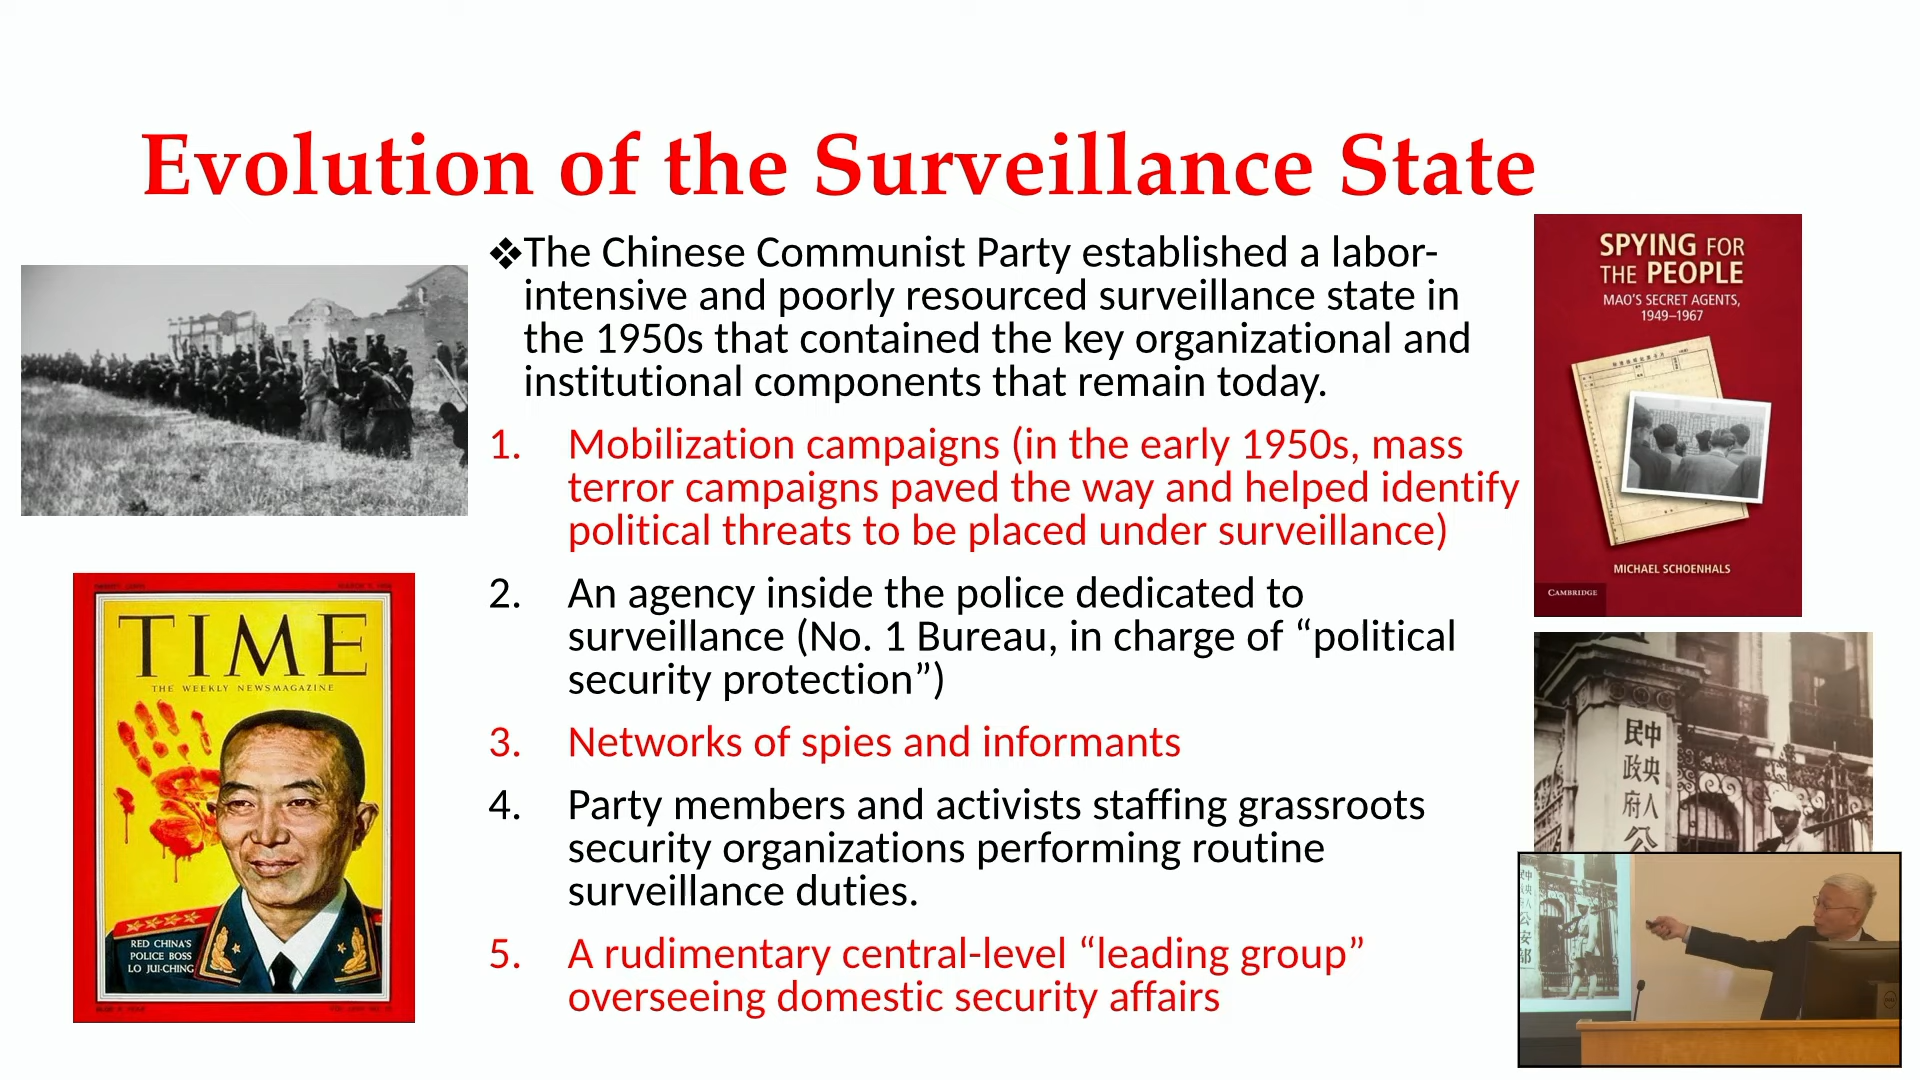 Evolution of the Surveillance State
❖The Chinese Communist Party established a labor-
intensive and poorly resourced surveillance state in
the 1950s that contained the key organizational and
institutional components that remain today.
1. Mobilization campaigns (in the early 1950s, mass
terror campaigns paved the way and helped identify
political threats to be placed under surveillance)
2. An agency inside the police dedicated to
surveillance (No. 1 Bureau, in charge of “political
security protection”)
3. Networks of spies and informants
4. Party members and activists staffing grassroots
security organizations performing routine
surveillance duties.
5. A rudimentary central-level “leading group”
overseeing domestic security affairs
TIME
THE WEEKLY NEWSMAGAZINE
RED CHINA'S
POLICE BOSS
LO JUI-CHING
SPYING FOR
THE PEOPLE
MAO'S SECRET AGENTS,
1949–1967
MICHAEL SCHOENHALS
CAMBRIDGE
民中
政央
府人
公
民中
政央
府人
公
安
部